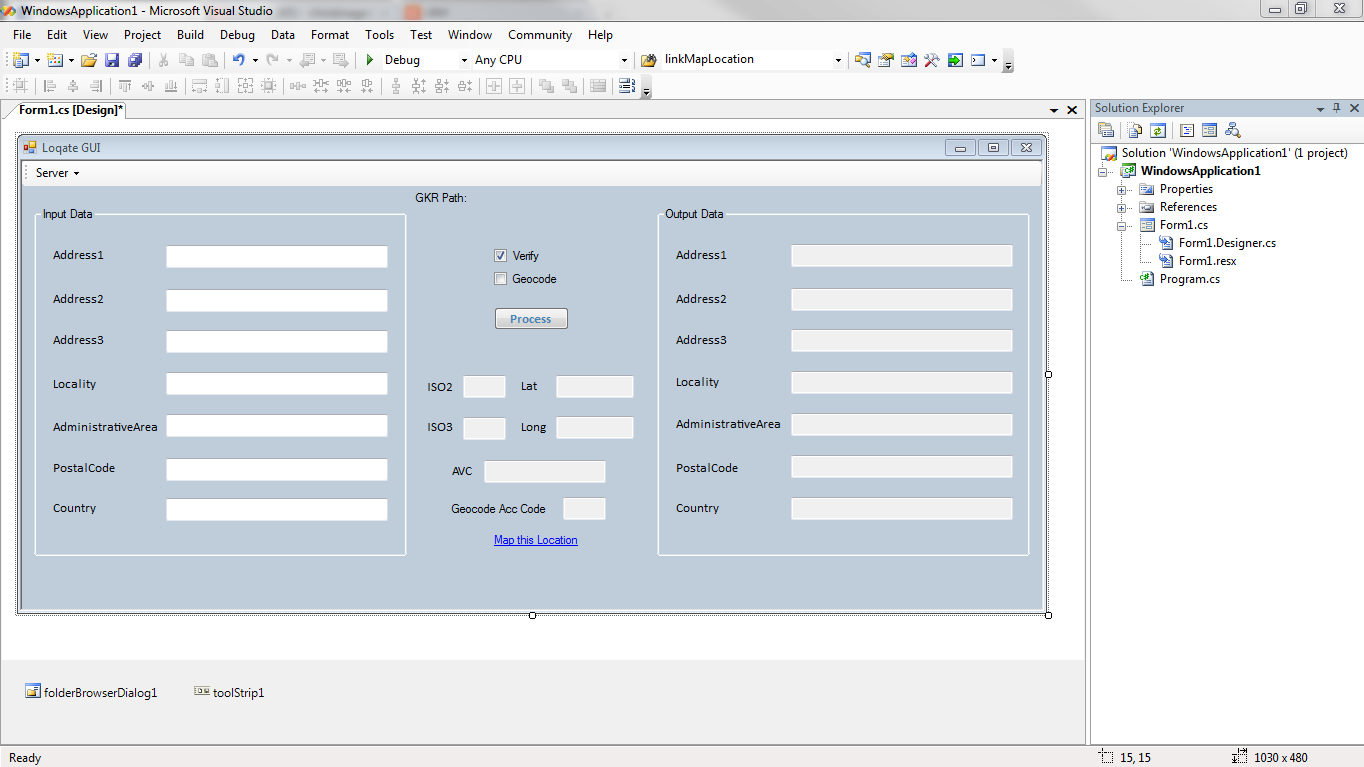 WindowsApplication1 - Microsoft Visual Studio
File Edit View Project Build Debug Data Format Tools Test Window Community Help
Debug Any CPU linkMapLocation
Form1.cs [Design]*
Loqate GUI
Server
GKR Path:
Input Data
Address1
Address2
Address3
Locality
AdministrativeArea
PostalCode
Country
Verify
Geocode
Process
ISO2 Lat
ISO3 Long
AVC
Geocode Acc Code
Map this Location
Output Data
Address1
Address2
Address3
Locality
AdministrativeArea
PostalCode
Country
folderBrowserDialog1 toolStrip1
Solution Explorer
Solution 'WindowsApplication1' (1 project)
WindowsApplication1
Properties
References
Form1.cs
Form1.Designer.cs
Form1.resx
Program.cs
Ready 15, 15 1030 x 480